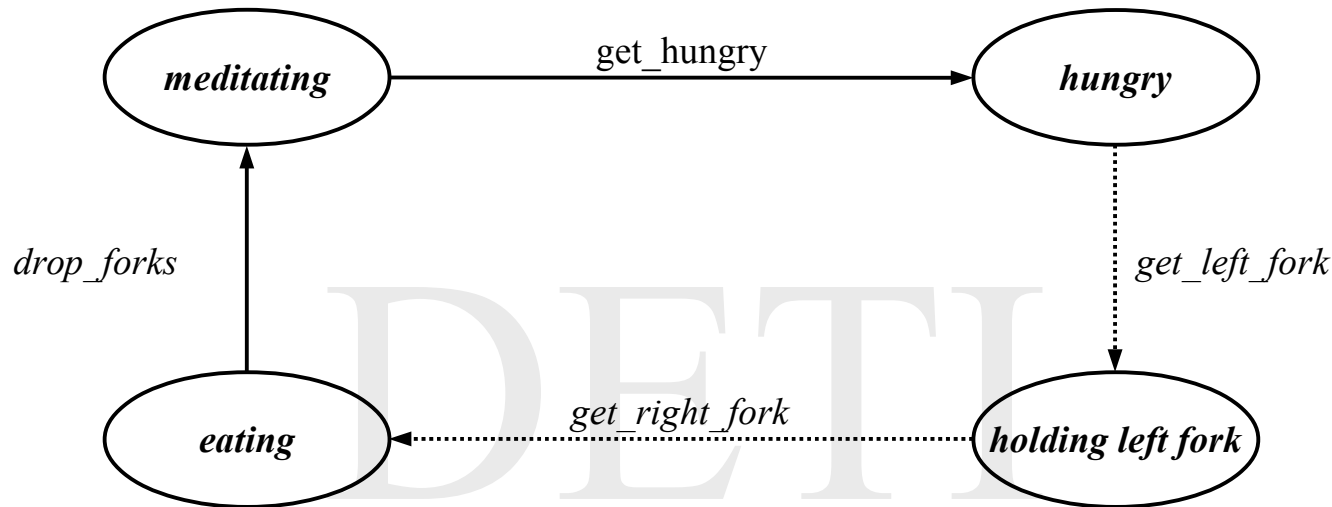 meditating
get_hungry
hungry
drop_forks
get_left_fork
eating
get_right_fork
holding left fork
DETI